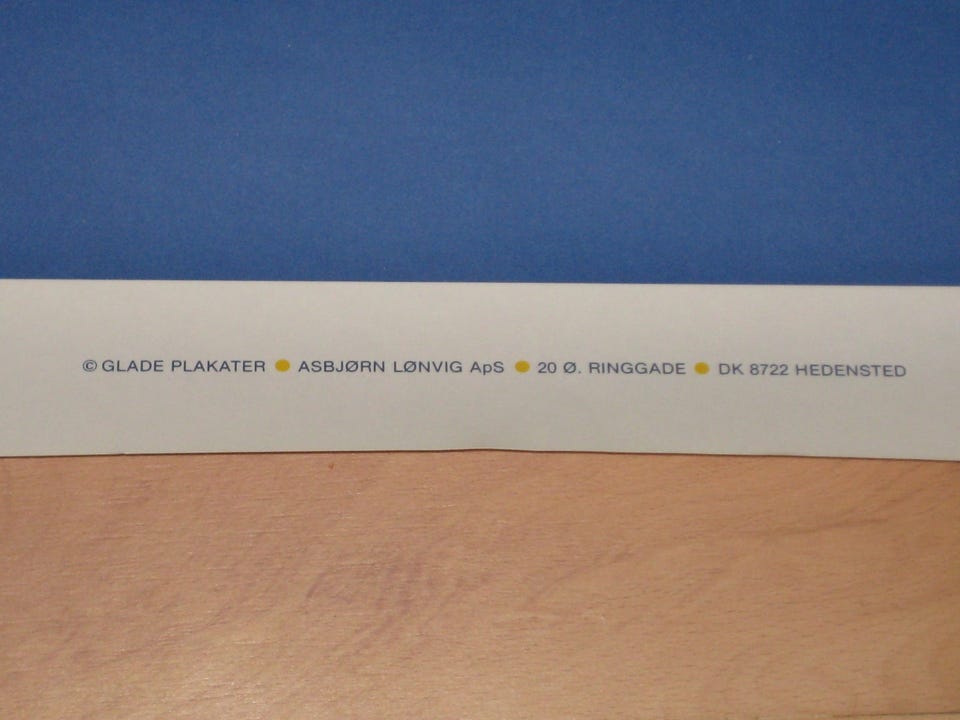 © GLADE PLAKATER ● ASBJØRN LØNVIG ApS ● 20 Ø. RINGGADE ● DK 8722 HEDENSTED